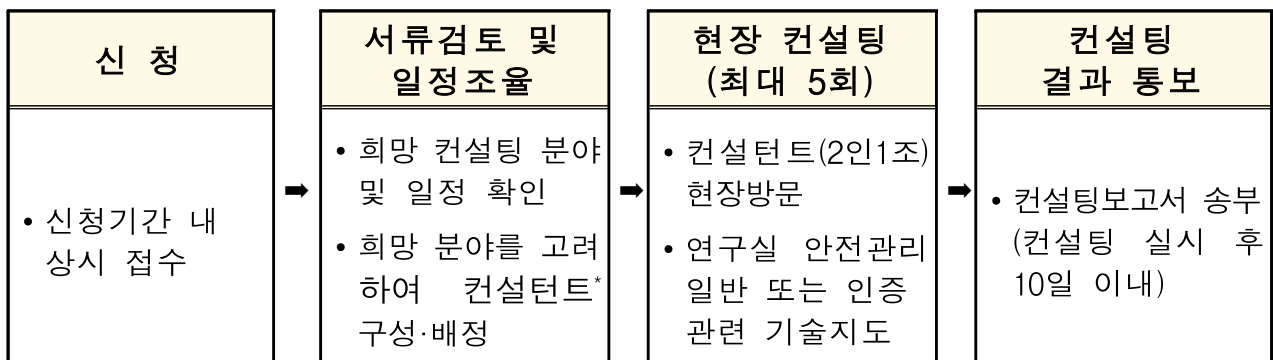 신 청
• 신청기간 내
상시 접수
➡
서류검토 및
일정조율
• 희망 컨설팅 분야
및 일정 확인
• 희망 분야를 고려
하여 컨설턴트*
구성·배정
➡
현장 컨설팅
(최대 5회)
• 컨설턴트(2인1조)
현장방문
• 연구실 안전관리
일반 또는 인증
관련 기술지도
➡
컨설팅
결과 통보
• 컨설팅보고서 송부
(컨설팅 실시 후
10일 이내)